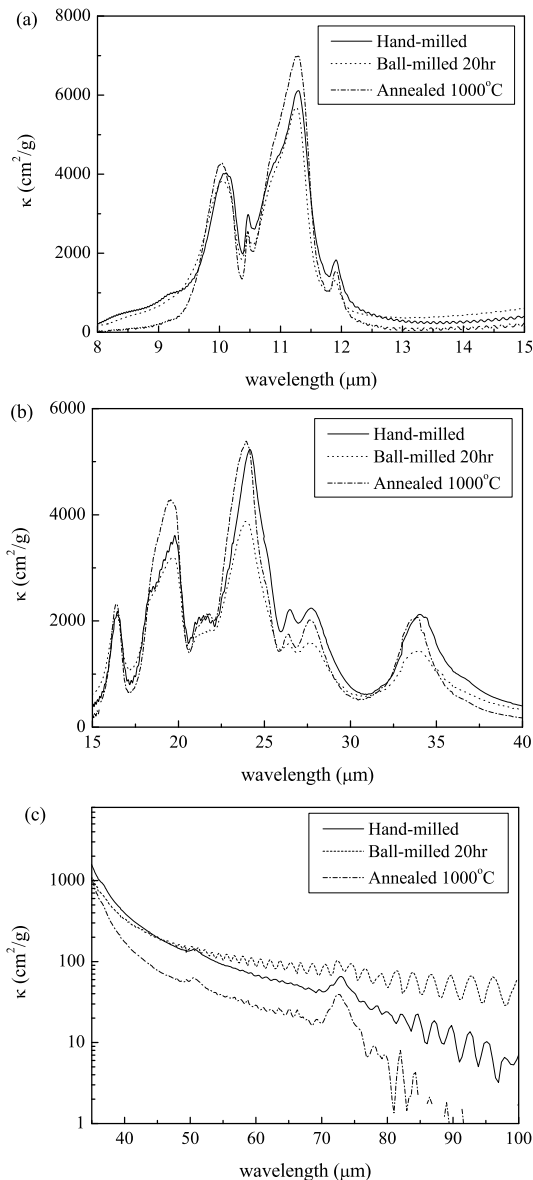 (a)
8000
6000
4000
2000
0
κ (cm²/g)
Hand-milled
Ball-milled 20hr
Annealed 1000°C
8 9 10 11 12 13 14 15
wavelength (μm)
(b)
6000
4000
2000
0
κ (cm²/g)
Hand-milled
Ball-milled 20hr
Annealed 1000°C
15 20 25 30 35 40
wavelength (μm)
(c)
1000
100
10
1
κ (cm²/g)
Hand-milled
Ball-milled 20hr
Annealed 1000°C
40 50 60 70 80 90 100
wavelength (μm)